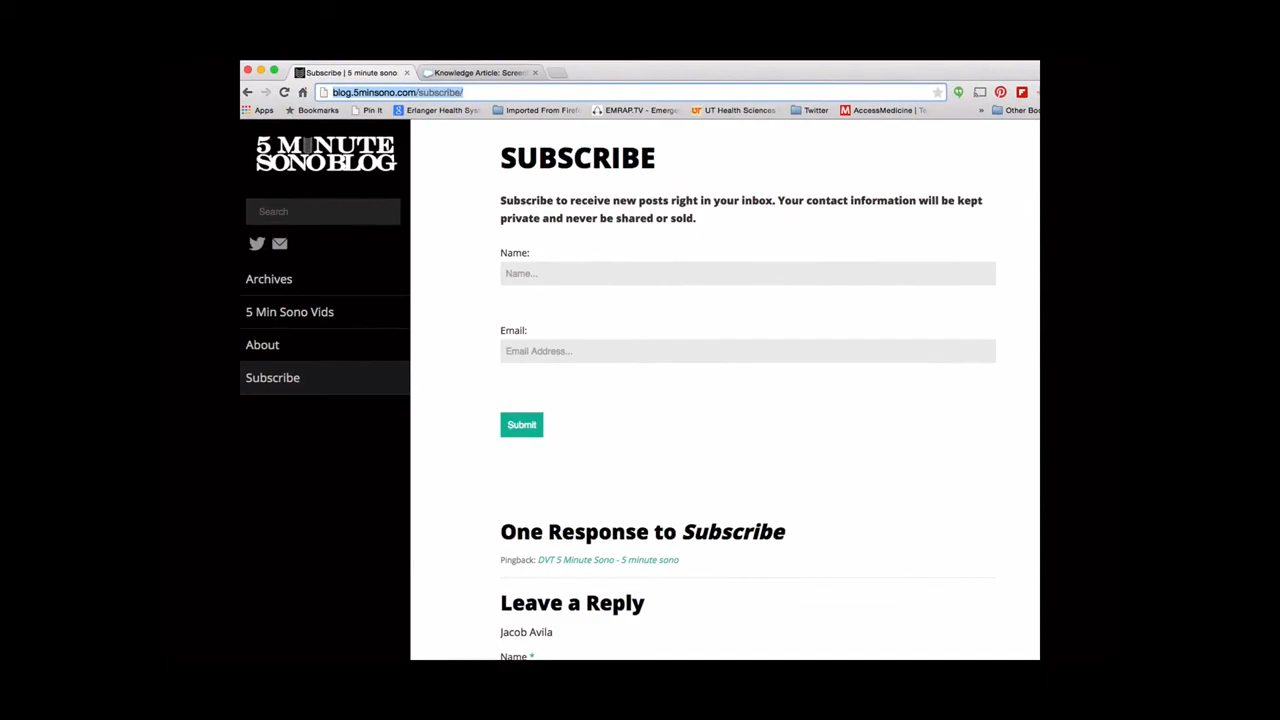 Subscribe | 5 minute sono
Knowledge Article: Screen
blog.5minsono.com/subscribe/
Apps Bookmarks Pin It Erlanger Health Sys Imported From Firef EMRAP.TV - Emerge UT Health Sciences Twitter AccessMedicine | Te » Other Bo
5 MINUTE
SONO BLOG
Search
Archives
5 Min Sono Vids
About
Subscribe
SUBSCRIBE
Subscribe to receive new posts right in your inbox. Your contact information will be kept
private and never be shared or sold.
Name:
Name...
Email:
Email Address...
Submit
One Response to Subscribe
Pingback: DVT 5 Minute Sono - 5 minute sono
Leave a Reply
Jacob Avila
Name *